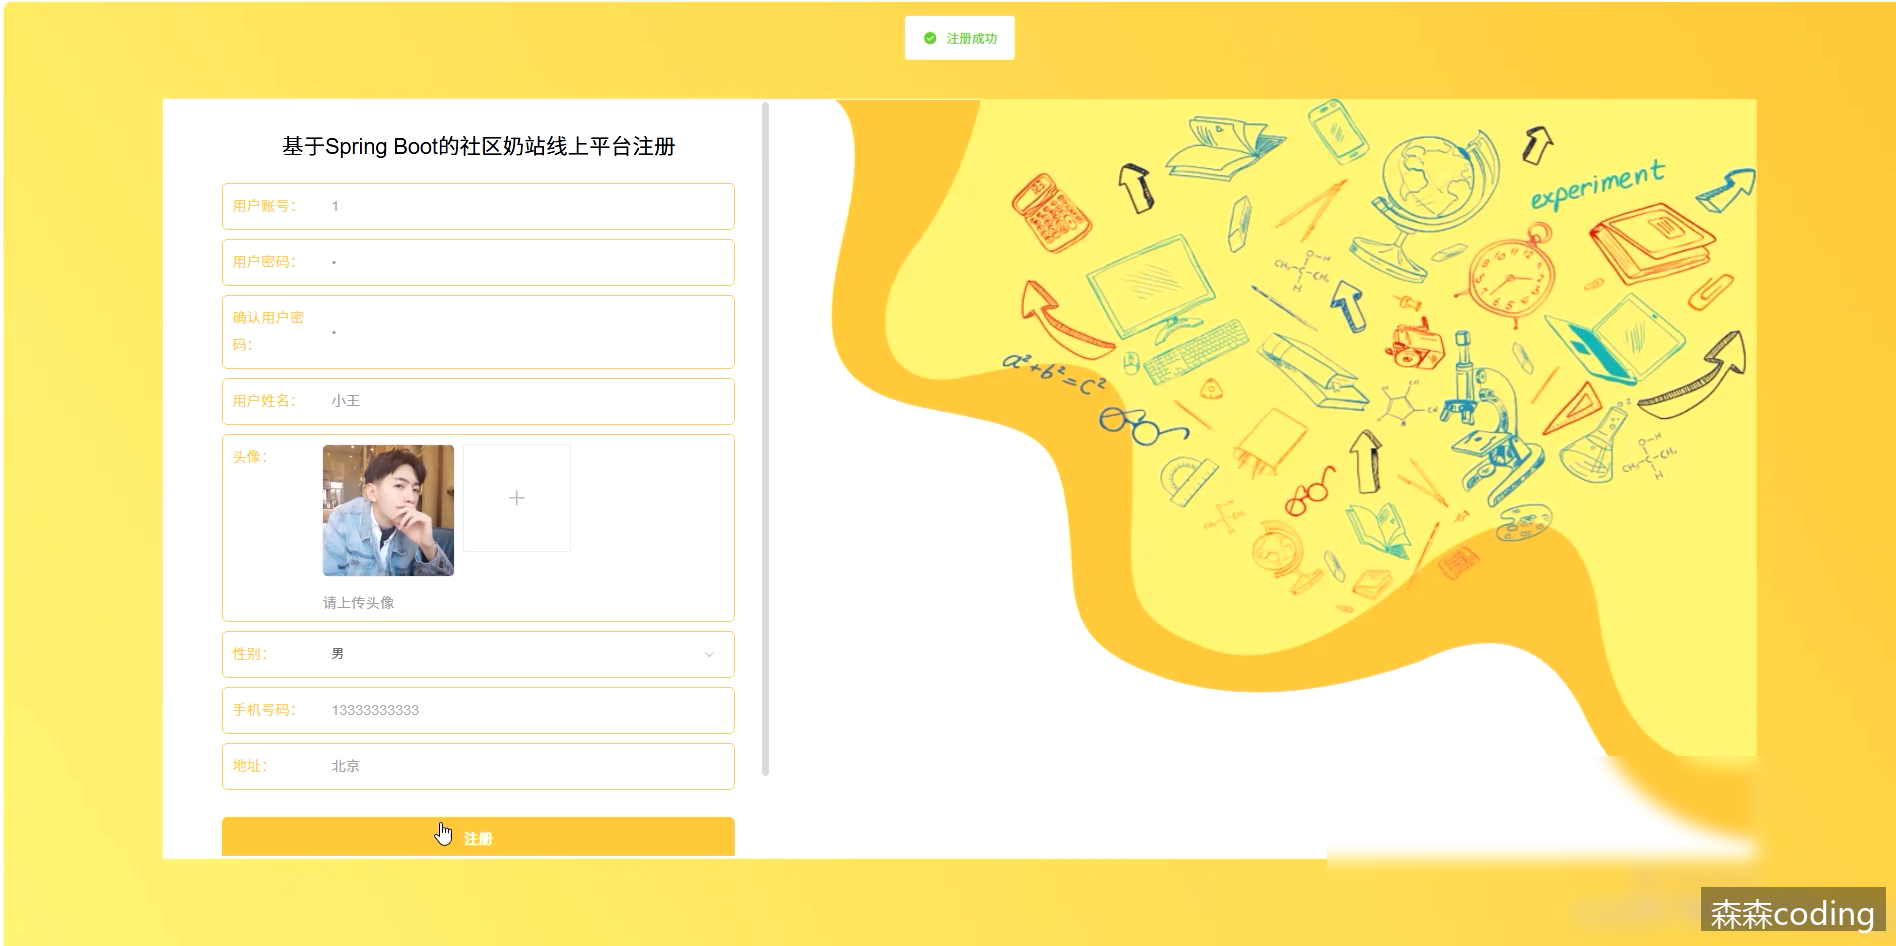 注册成功
基于Spring Boot的社区奶站线上平台注册
用户账号： 1
用户密码： •
确认用户密
码： •
用户姓名： 小王
头像：
+
请上传头像
性别： 男
手机号码： 13333333333
地址： 北京
注册
experiment
a²+b²=c²
森森coding